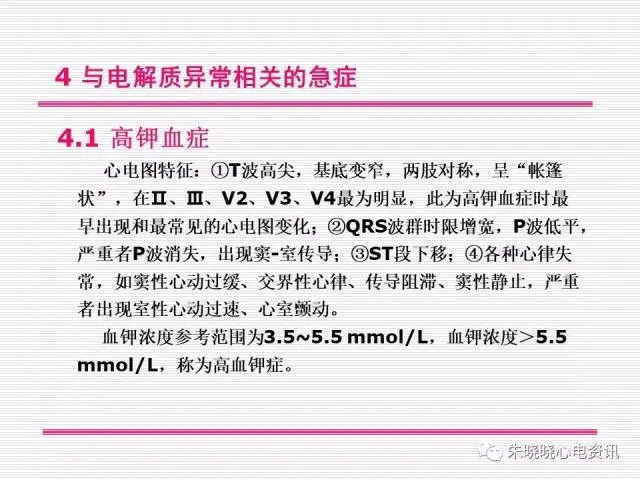 4 与电解质异常相关的急症
4.1 高钾血症
心电图特征：①T波高尖，基底变窄，两肢对称，呈“帐篷
状”，在Ⅱ、Ⅲ、V2、V3、V4最为明显，此为高钾血症时最
早出现和最常见的心电图变化；②QRS波群时限增宽，P波低平，
严重者P波消失，出现窦-室传导；③ST段下移；④各种心律失
常，如窦性心动过缓、交界性心律、传导阻滞、窦性静止，严重
者出现室性心动过速、心室颤动。
血钾浓度参考范围为3.5~5.5 mmol/L，血钾浓度＞5.5
mmol/L，称为高血钾症。
朱晓晓心电资讯